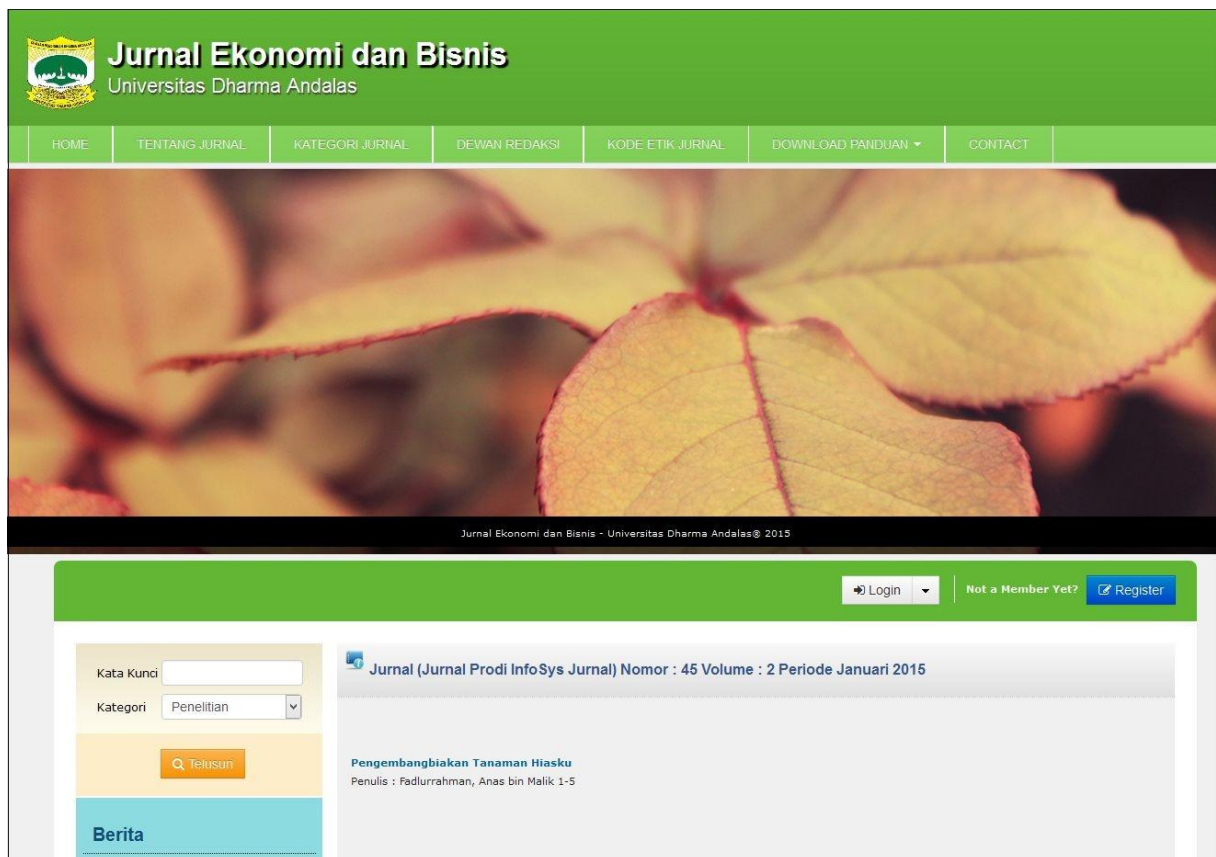 Jurnal Ekonomi dan Bisnis
Universitas Dharma Andalas
HOME TENTANG JURNAL KATEGORI JURNAL DEWAN REDAKSI KODE ETIK JURNAL DOWNLOAD PANDUAN CONTACT
Jurnal Ekonomi dan Bisnis - Universitas Dharma Andalas® 2015
Login Not a Member Yet? Register
Kata Kunci
Kategori Penelitian
Telusuri
Berita
Jurnal (Jurnal Prodi InfoSys Jurnal) Nomor : 45 Volume : 2 Periode Januari 2015
Pengembangbiakan Tanaman Hiasku
Penulis : Fadlurrahman, Anas bin Malik 1-5